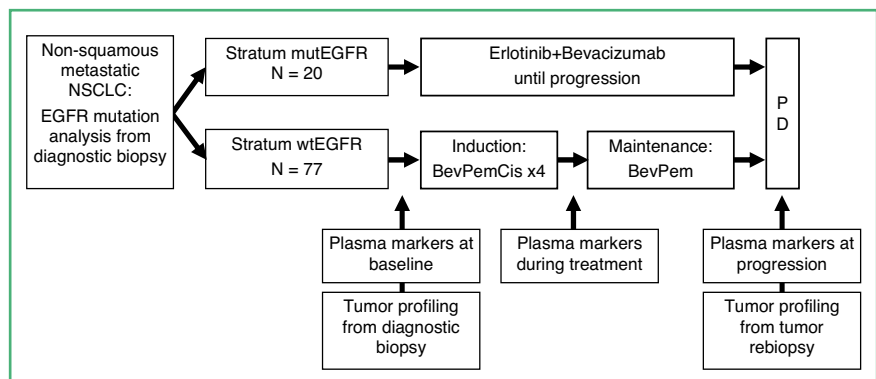 Non-squamous
metastatic
NSCLC:
EGFR mutation
analysis from
diagnostic biopsy
Stratum mutEGFR
N = 20
Erlotinib+Bevacizumab
until progression
P
D
Stratum wtEGFR
N = 77
Induction:
BevPemCis x4
Maintenance:
BevPem
Plasma markers at
baseline
Plasma markers
during treatment
Plasma markers at
progression
Tumor profiling
from diagnostic
biopsy
Tumor profiling
from tumor
rebiopsy